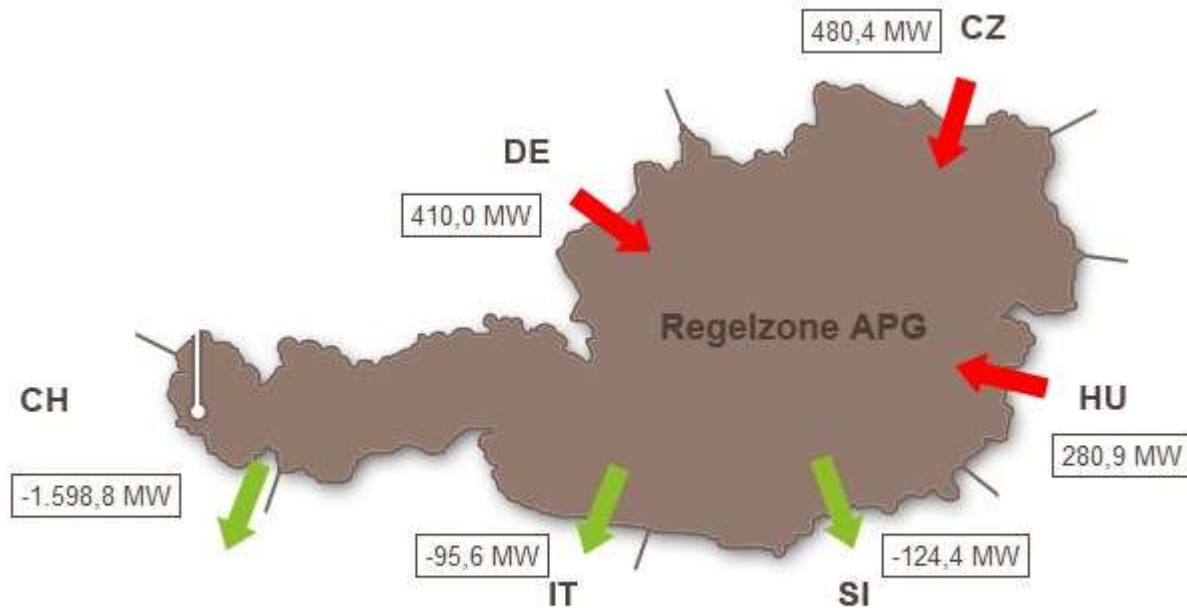 480,4 MW
CZ
DE
410,0 MW
Regelzone APG
CH
HU
280,9 MW
-1.598,8 MW
-95,6 MW
IT
-124,4 MW
SI